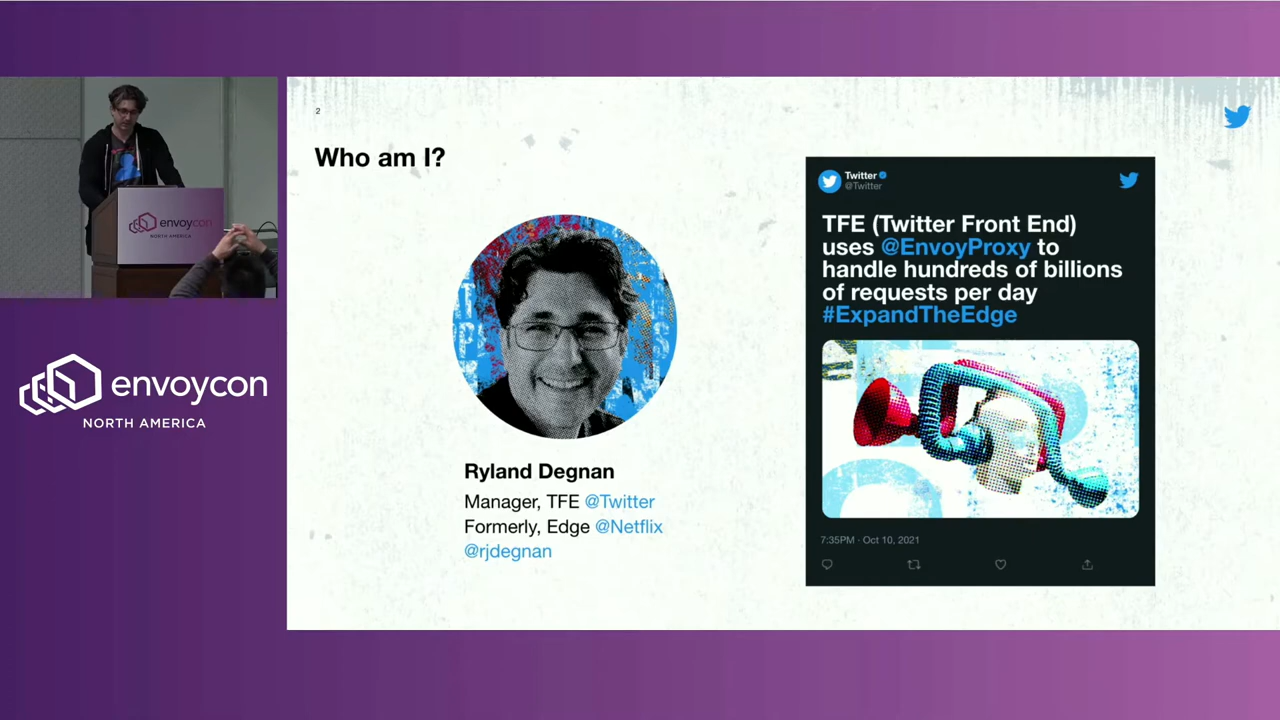 envoycon
NORTH AMERICA
envoycon
NORTH AMERICA
2
Who am I?
Ryland Degnan
Manager, TFE @Twitter
Formerly, Edge @Netflix
@rjdegnan
Twitter
@Twitter
TFE (Twitter Front End)
uses @EnvoyProxy to
handle hundreds of billions
of requests per day
#ExpandTheEdge
7:35PM · Oct 10, 2021